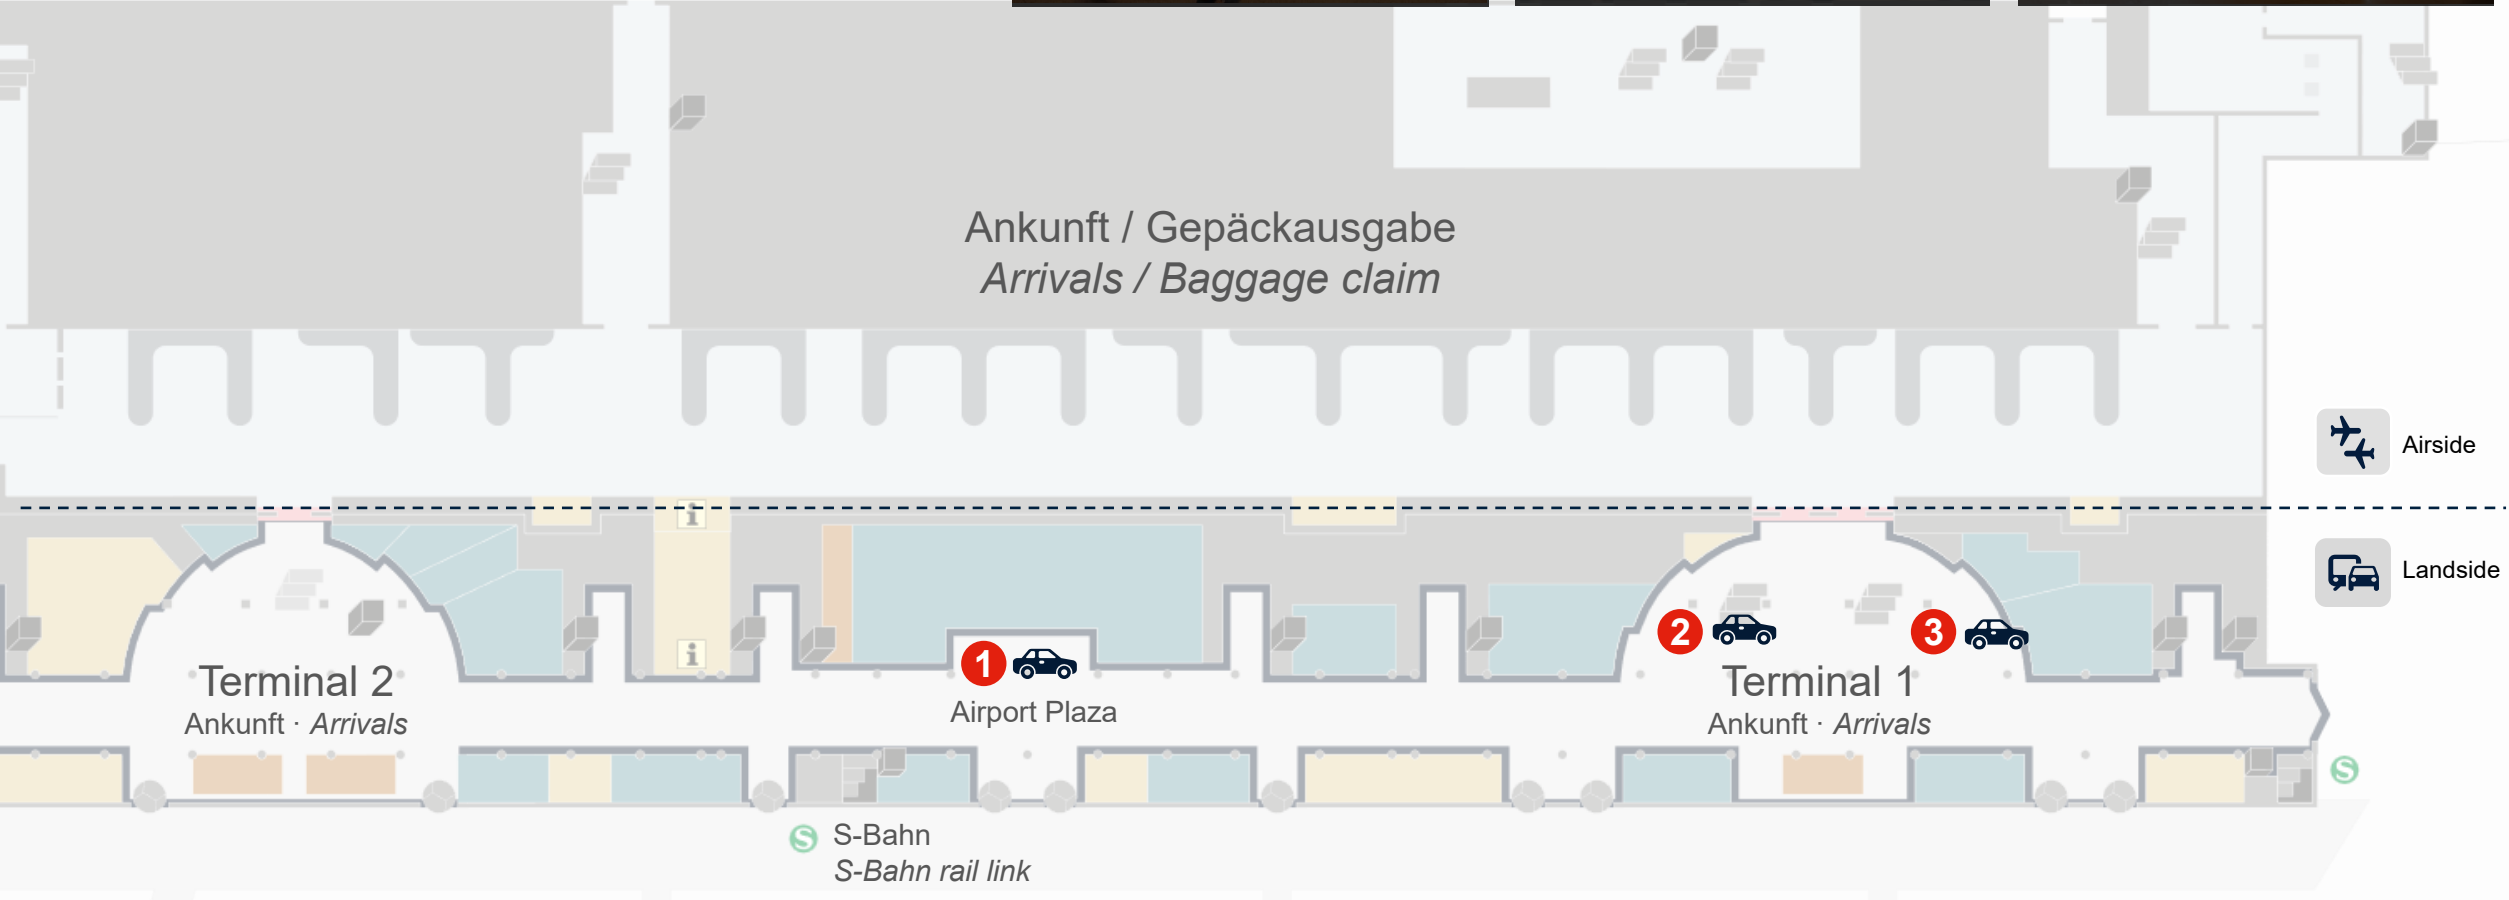 Ankunft / Gepäckausgabe
Arrivals / Baggage claim
Airside
Landside
i
i
1
2
3
Terminal 2
Ankunft · Arrivals
Airport Plaza
Terminal 1
Ankunft · Arrivals
S
S
S-Bahn
S-Bahn rail link